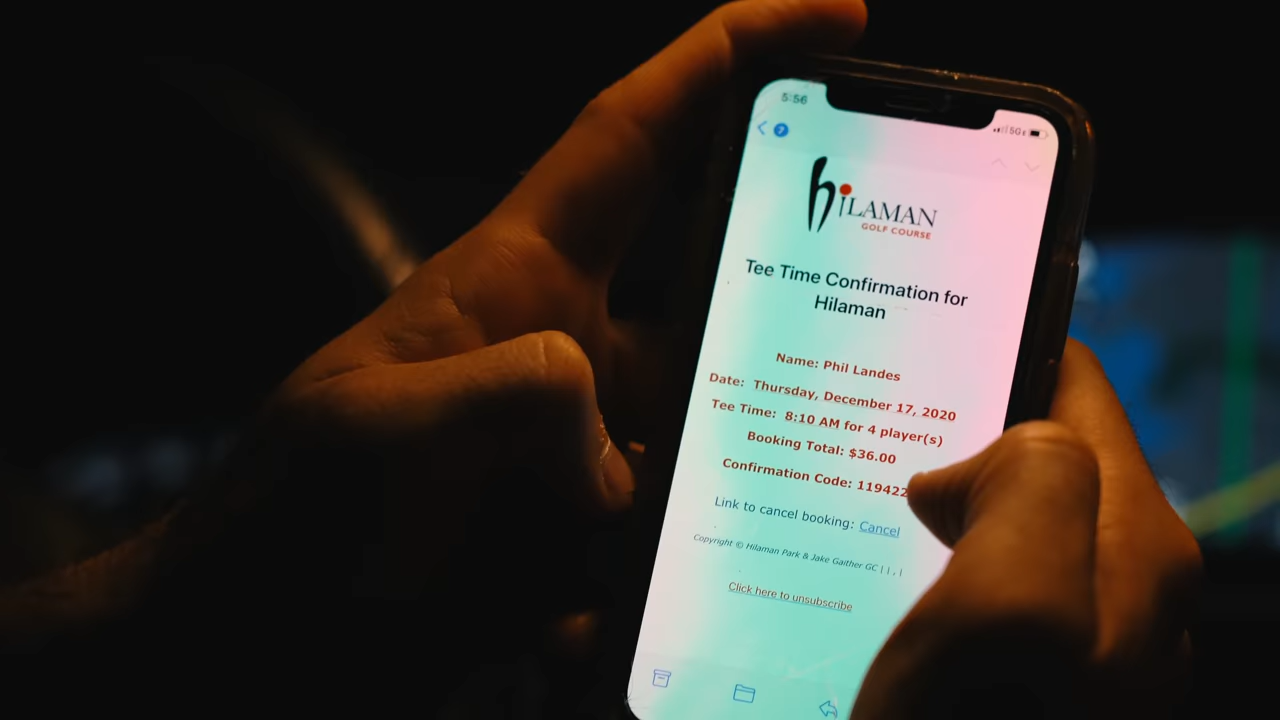 5:56
5GE
7
hiLAMAN
GOLF COURSE
Tee Time Confirmation for
Hilaman
Name: Phil Landes
Date: Thursday, December 17, 2020
Tee Time: 8:10 AM for 4 player(s)
Booking Total: $36.00
Confirmation Code: 119422
Link to cancel booking: Cancel
Copyright © Hilaman Park & Jake Gaither GC | | , |
Click here to unsubscribe